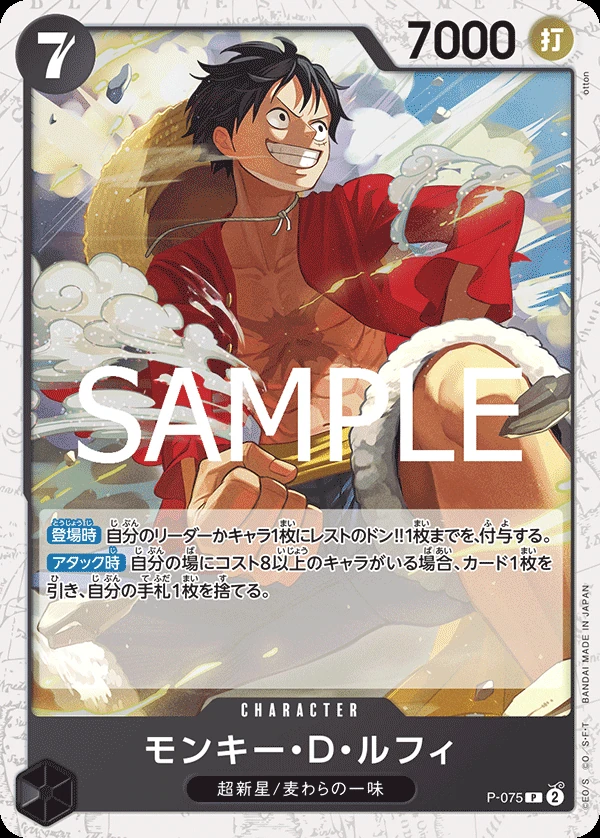 7
7000
打
otton
SAMPLE
登場時 自分のリーダーかキャラ1枚にレストのドン!!1枚までを、付与する。
アタック時 自分の場にコスト8以上のキャラがいる場合、カード1枚を
引き、自分の手札1枚を捨てる。
CHARACTER
モンキー・D・ルフィ
超新星/麦わらの一味
P-075 P 2
©E.O/S. ©O/S・F・T BANDAI MADE IN JAPAN